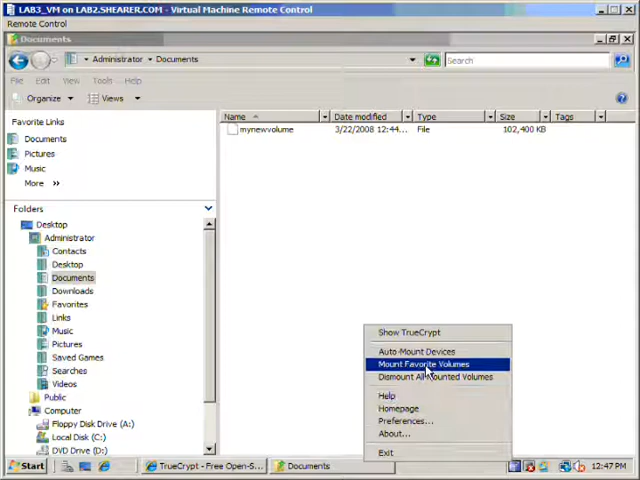 LAB3_VM on LAB2.SHEARER.COM - Virtual Machine Remote Control
Remote Control
Documents
Administrator Documents
Search
File Edit View Tools Help
Organize Views
Favorite Links
Documents
Pictures
Music
More >>
Folders
Desktop
Administrator
Contacts
Desktop
Documents
Downloads
Favorites
Links
Music
Pictures
Saved Games
Searches
Videos
Public
Computer
Floppy Disk Drive (A:)
Local Disk (C:)
DVD Drive (D:)
Name Date modified Type Size Tags
mynewvolume 3/22/2008 12:44... File 102,400 KB
Show TrueCrypt
Auto-Mount Devices
Mount Favorite Volumes
Dismount All Mounted Volumes
Help
Homepage
Preferences...
About...
Exit
Start TrueCrypt - Free Open-S... Documents 12:47 PM